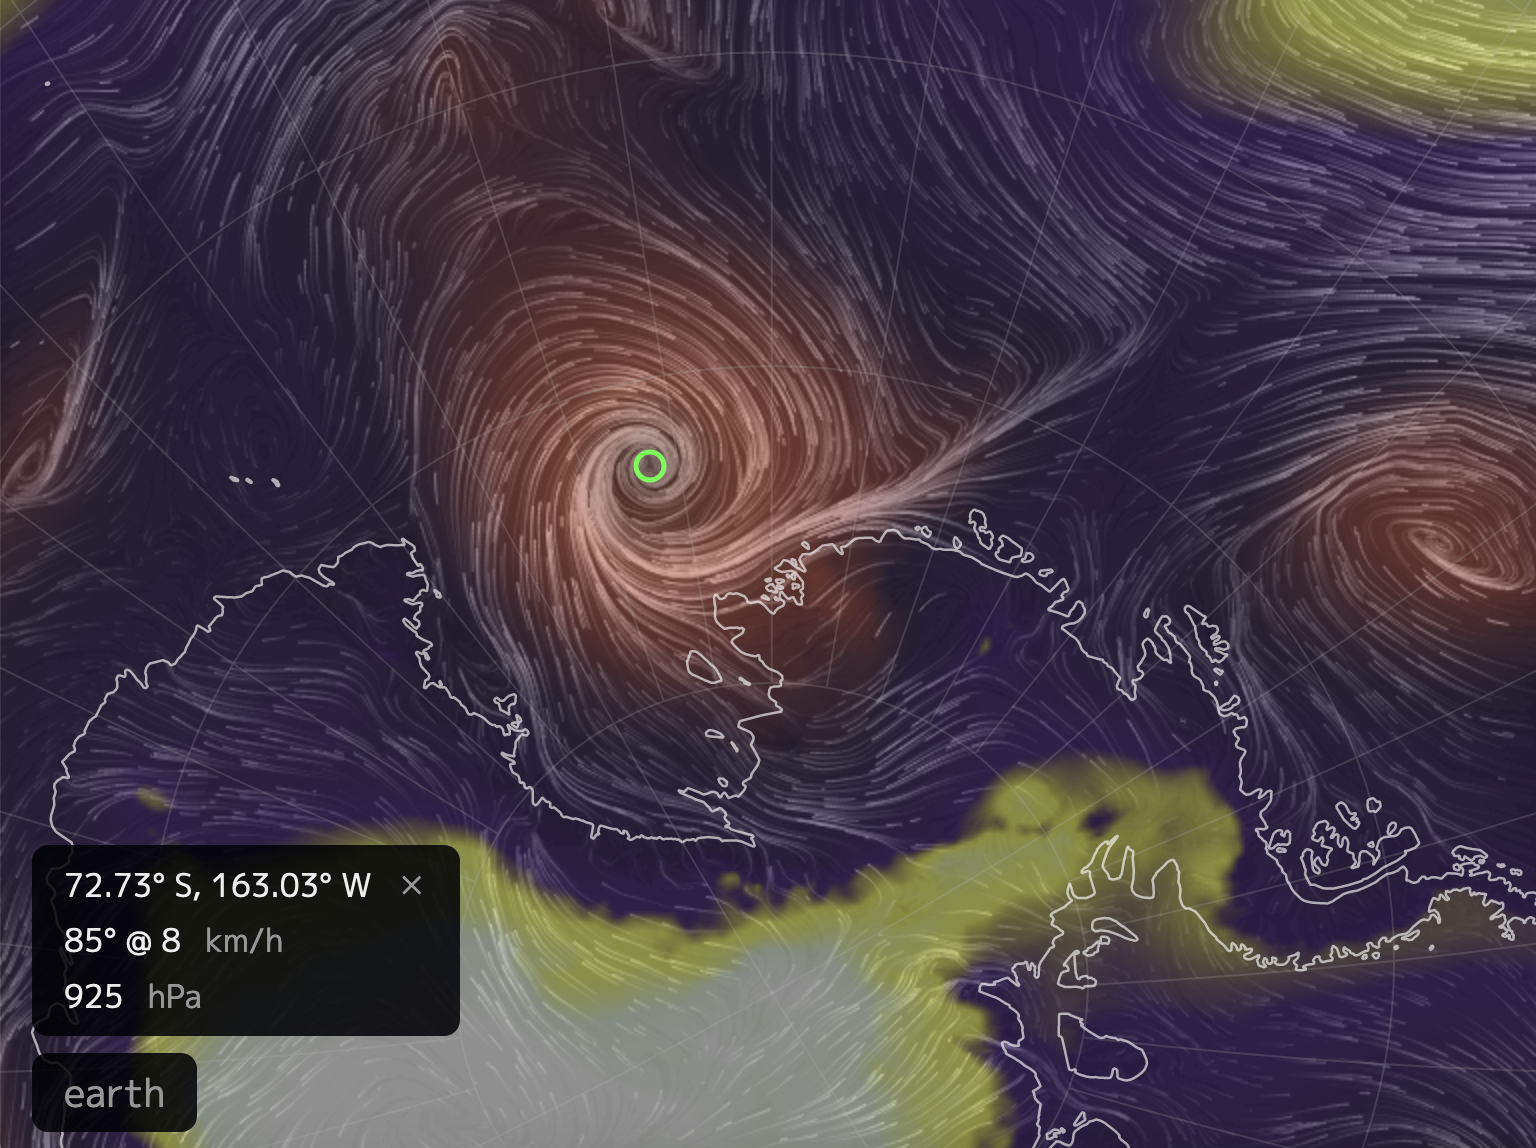 72.73° S, 163.03° W ×
85° @ 8 km/h
925 hPa
earth